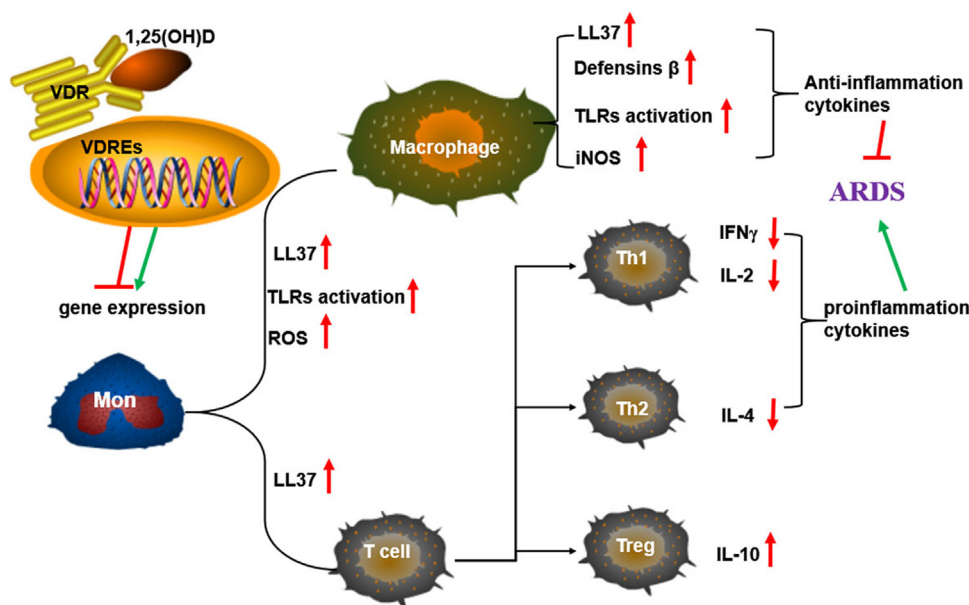 1,25(OH)D
VDR
VDREs
gene expression
Mon
LL37
TLRs activation
ROS
LL37
Macrophage
LL37
Defensins β
TLRs activation
iNOS
Anti-inflammation
cytokines
ARDS
T cell
Th1
IFNγ
IL-2
proinflammation
cytokines
Th2
IL-4
Treg
IL-10